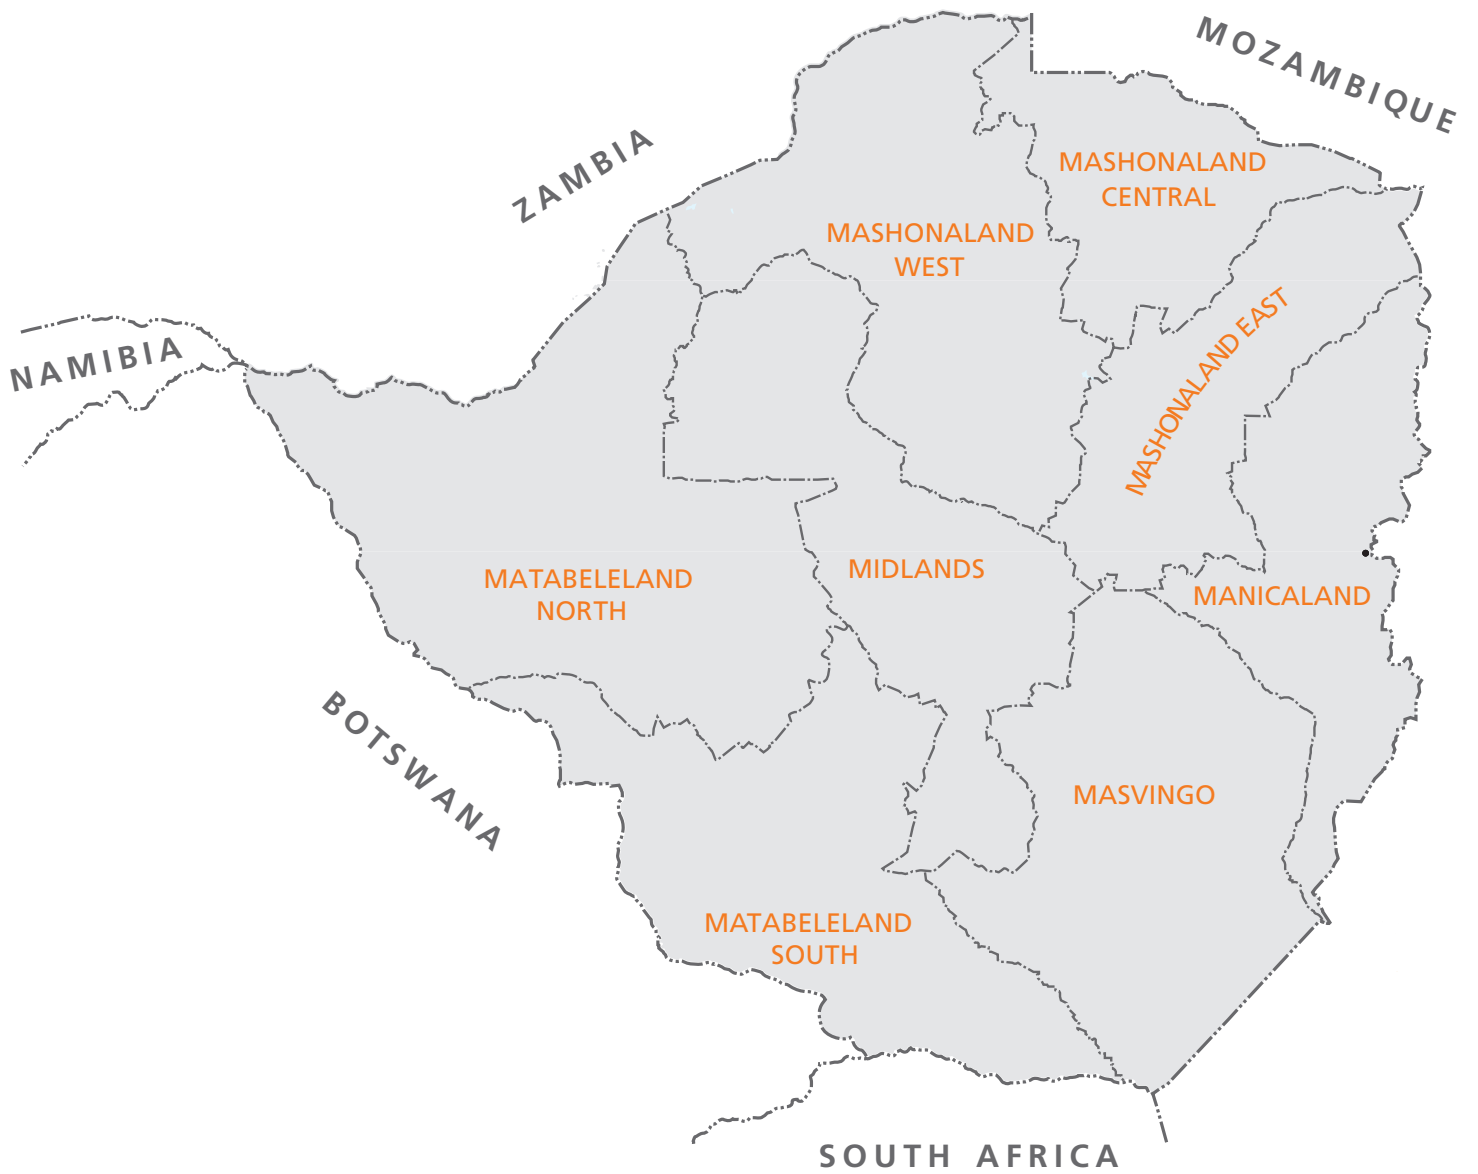 MOZAMBIQUE
ZAMBIA
MASHONALAND
CENTRAL
MASHONALAND
WEST
NAMIBIA
MASHONALAND EAST
MATABELELAND
NORTH
MIDLANDS
MANICALAND
BOTSWANA
MASVINGO
MATABELELAND
SOUTH
SOUTH AFRICA